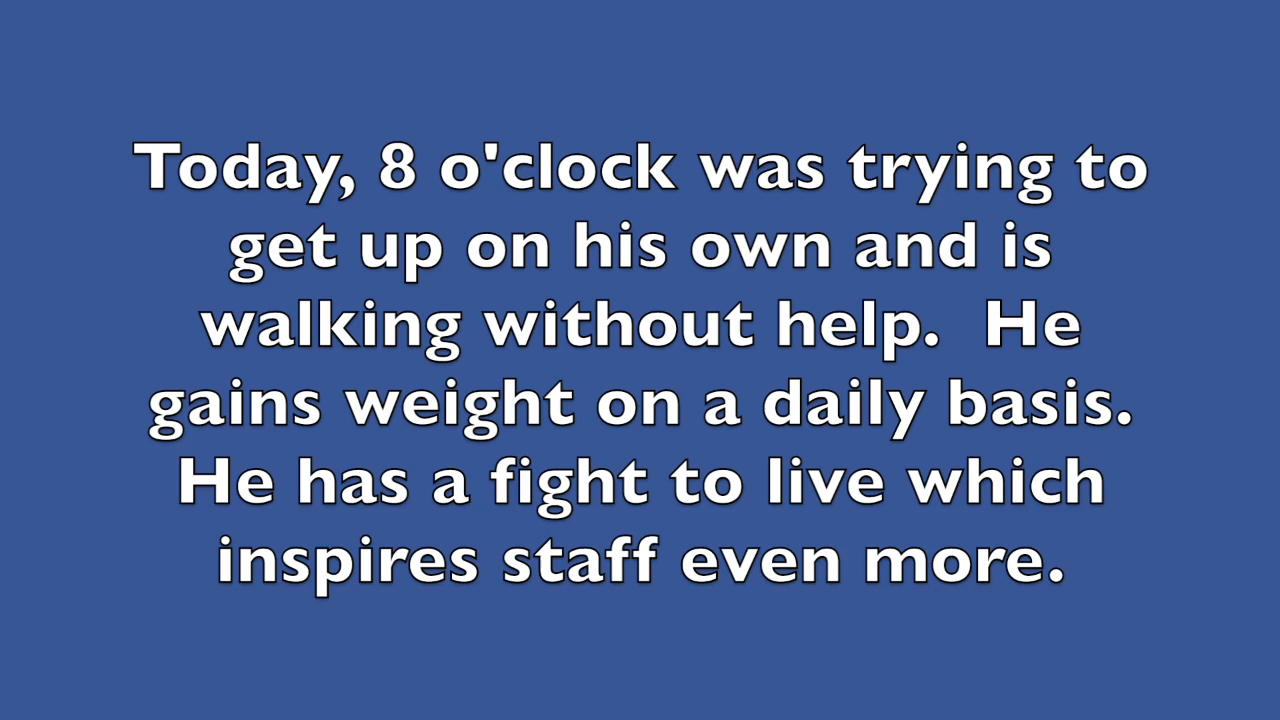 Today, 8 o'clock was trying to
get up on his own and is
walking without help.  He
gains weight on a daily basis.
He has a fight to live which
inspires staff even more.